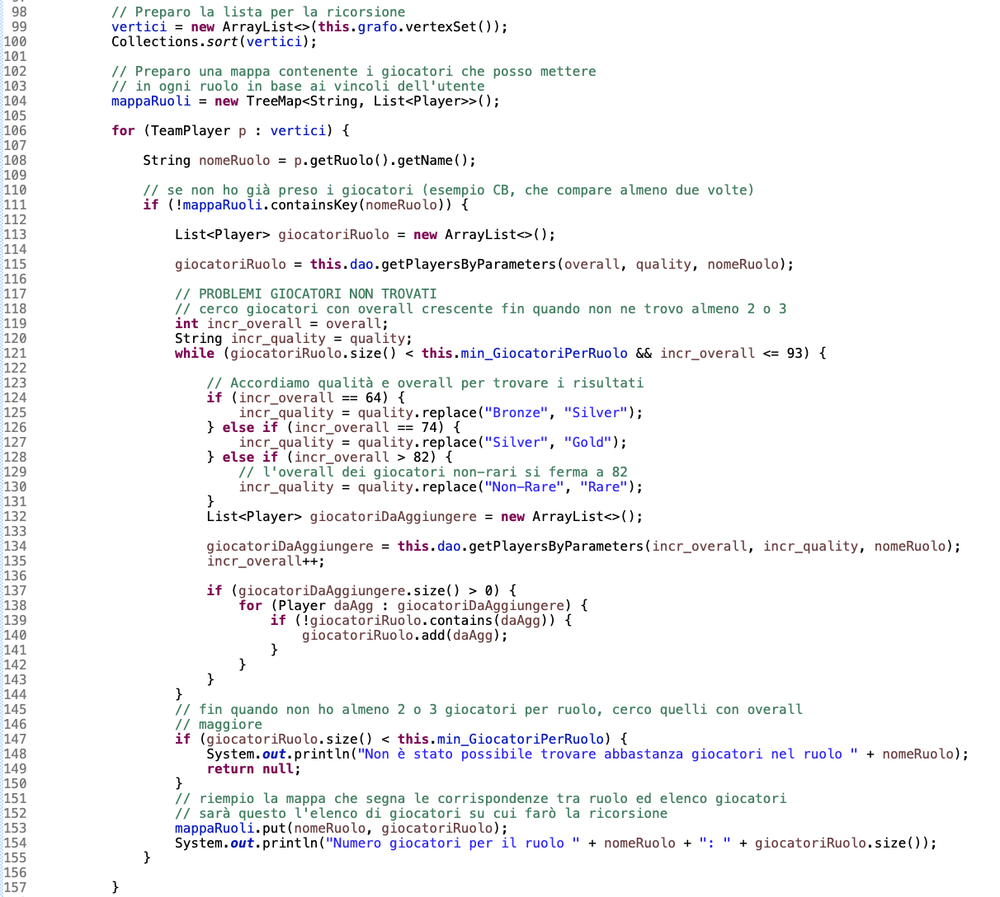 98 // Preparo la lista per la ricorsione
99 vertici = new ArrayList<>(this.grafo.vertexSet());
100 Collections.sort(vertici);
101
102 // Preparo una mappa contenente i giocatori che posso mettere
103 // in ogni ruolo in base ai vincoli dell'utente
104 mappaRuoli = new TreeMap<String, List<Player>>();
105
106 for (TeamPlayer p : vertici) {
107
108 String nomeRuolo = p.getRuolo().getName();
109
110 // se non ho già preso i giocatori (esempio CB, che compare almeno due volte)
111 if (!mappaRuoli.containsKey(nomeRuolo)) {
112
113 List<Player> giocatoriRuolo = new ArrayList<>();
114
115 giocatoriRuolo = this.dao.getPlayersByParameters(overall, quality, nomeRuolo);
116
117 // PROBLEMI GIOCATORI NON TROVATI
118 // cerco giocatori con overall crescente fin quando non ne trovo almeno 2 o 3
119 int incr_overall = overall;
120 String incr_quality = quality;
121 while (giocatoriRuolo.size() < this.min_GiocatoriPerRuolo && incr_overall <= 93) {
122
123 // Accordiamo qualità e overall per trovare i risultati
124 if (incr_overall == 64) {
125 incr_quality = quality.replace("Bronze", "Silver");
126 } else if (incr_overall == 74) {
127 incr_quality = quality.replace("Silver", "Gold");
128 } else if (incr_overall > 82) {
129 // l'overall dei giocatori non-rari si ferma a 82
130 incr_quality = quality.replace("Non-Rare", "Rare");
131 }
132 List<Player> giocatoriDaAggiungere = new ArrayList<>();
133
134 giocatoriDaAggiungere = this.dao.getPlayersByParameters(incr_overall, incr_quality, nomeRuolo);
135 incr_overall++;
136
137 if (giocatoriDaAggiungere.size() > 0) {
138 for (Player daAgg : giocatoriDaAggiungere) {
139 if (!giocatoriRuolo.contains(daAgg)) {
140 giocatoriRuolo.add(daAgg);
141 }
142 }
143 }
144 }
145 // fin quando non ho almeno 2 o 3 giocatori per ruolo, cerco quelli con overall
146 // maggiore
147 if (giocatoriRuolo.size() < this.min_GiocatoriPerRuolo) {
148 System.out.println("Non è stato possibile trovare abbastanza giocatori nel ruolo " + nomeRuolo);
149 return null;
150 }
151 // riempio la mappa che segna le corrispondenze tra ruolo ed elenco giocatori
152 // sarà questo l'elenco di giocatori su cui farò la ricorsione
153 mappaRuoli.put(nomeRuolo, giocatoriRuolo);
154 System.out.println("Numero giocatori per il ruolo " + nomeRuolo + ": " + giocatoriRuolo.size());
155 }
156
157 }